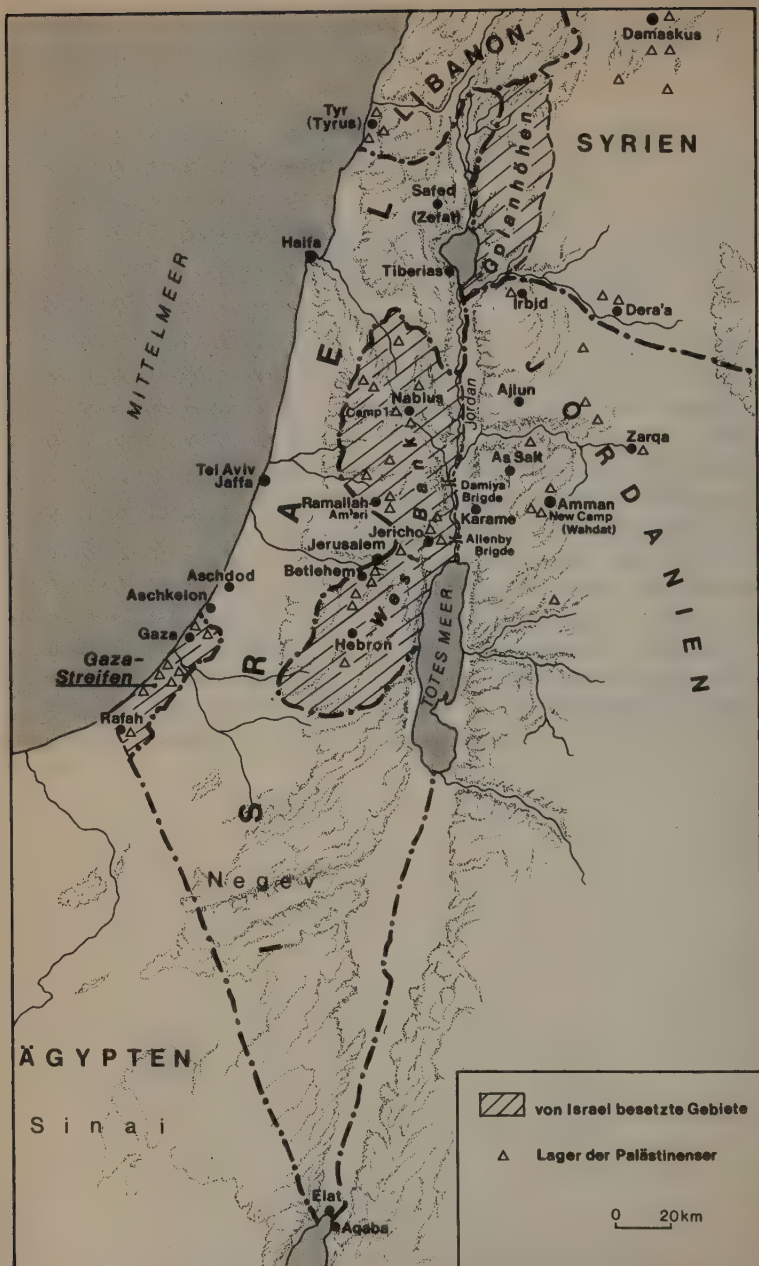 Damaskus
LIBANON
Tyr
(Tyrus)
SYRIEN
Safed
(Zefat)
Golanhöhen
Haifa
Tiberias
MITTELMEER
Irbid
Dera'a
Jordan
Ajlun
Nablus
Camp 1
Zarqa
As Salt
Tel Aviv
Jaffa
Damiya
Brigde
Ramallah
Am'ari
Karame
Amman
New Camp
(Wahdat)
Jericho
Allenby
Brigde
Jerusalem
Betlehem
West Bank
Aschdod
Aschkelon
Gaza
Hebron
TOTES MEER
Gaza-
Streifen
Rafah
ISRAEL
JORDANIEN
Negev
ÄGYPTEN
Sinai
Elat
Aqaba
von Israel besetzte Gebiete
Lager der Palästinenser
0 20km